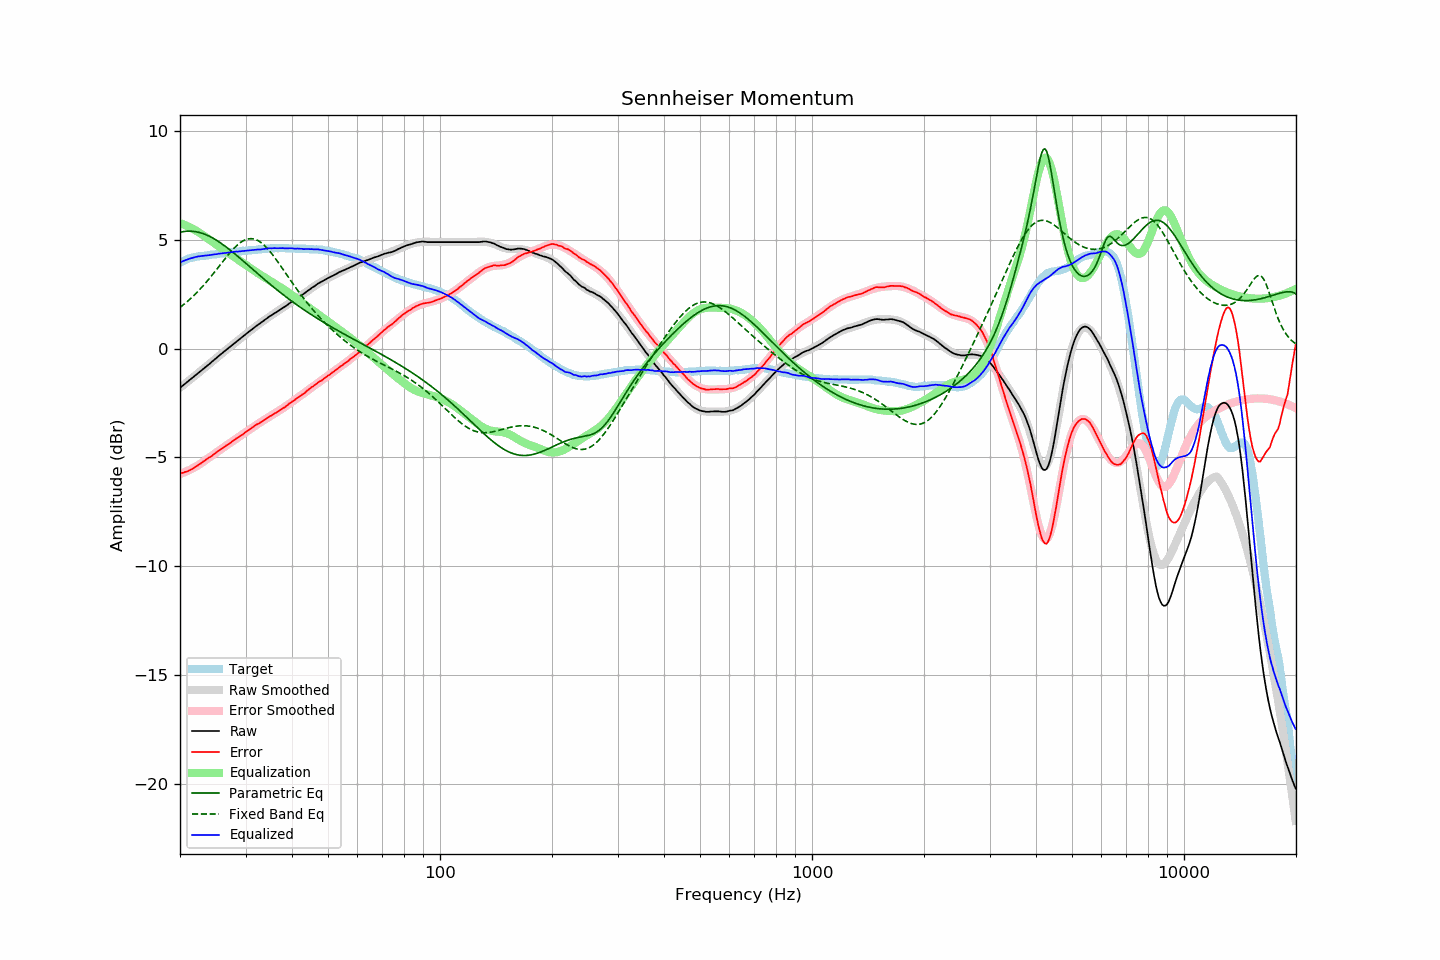 Sennheiser Momentum
10
5
0
−5
−10
−15
−20
Amplitude (dBr)
Target
Raw Smoothed
Error Smoothed
Raw
Error
Equalization
Parametric Eq
Fixed Band Eq
Equalized
100
1000
10000
Frequency (Hz)